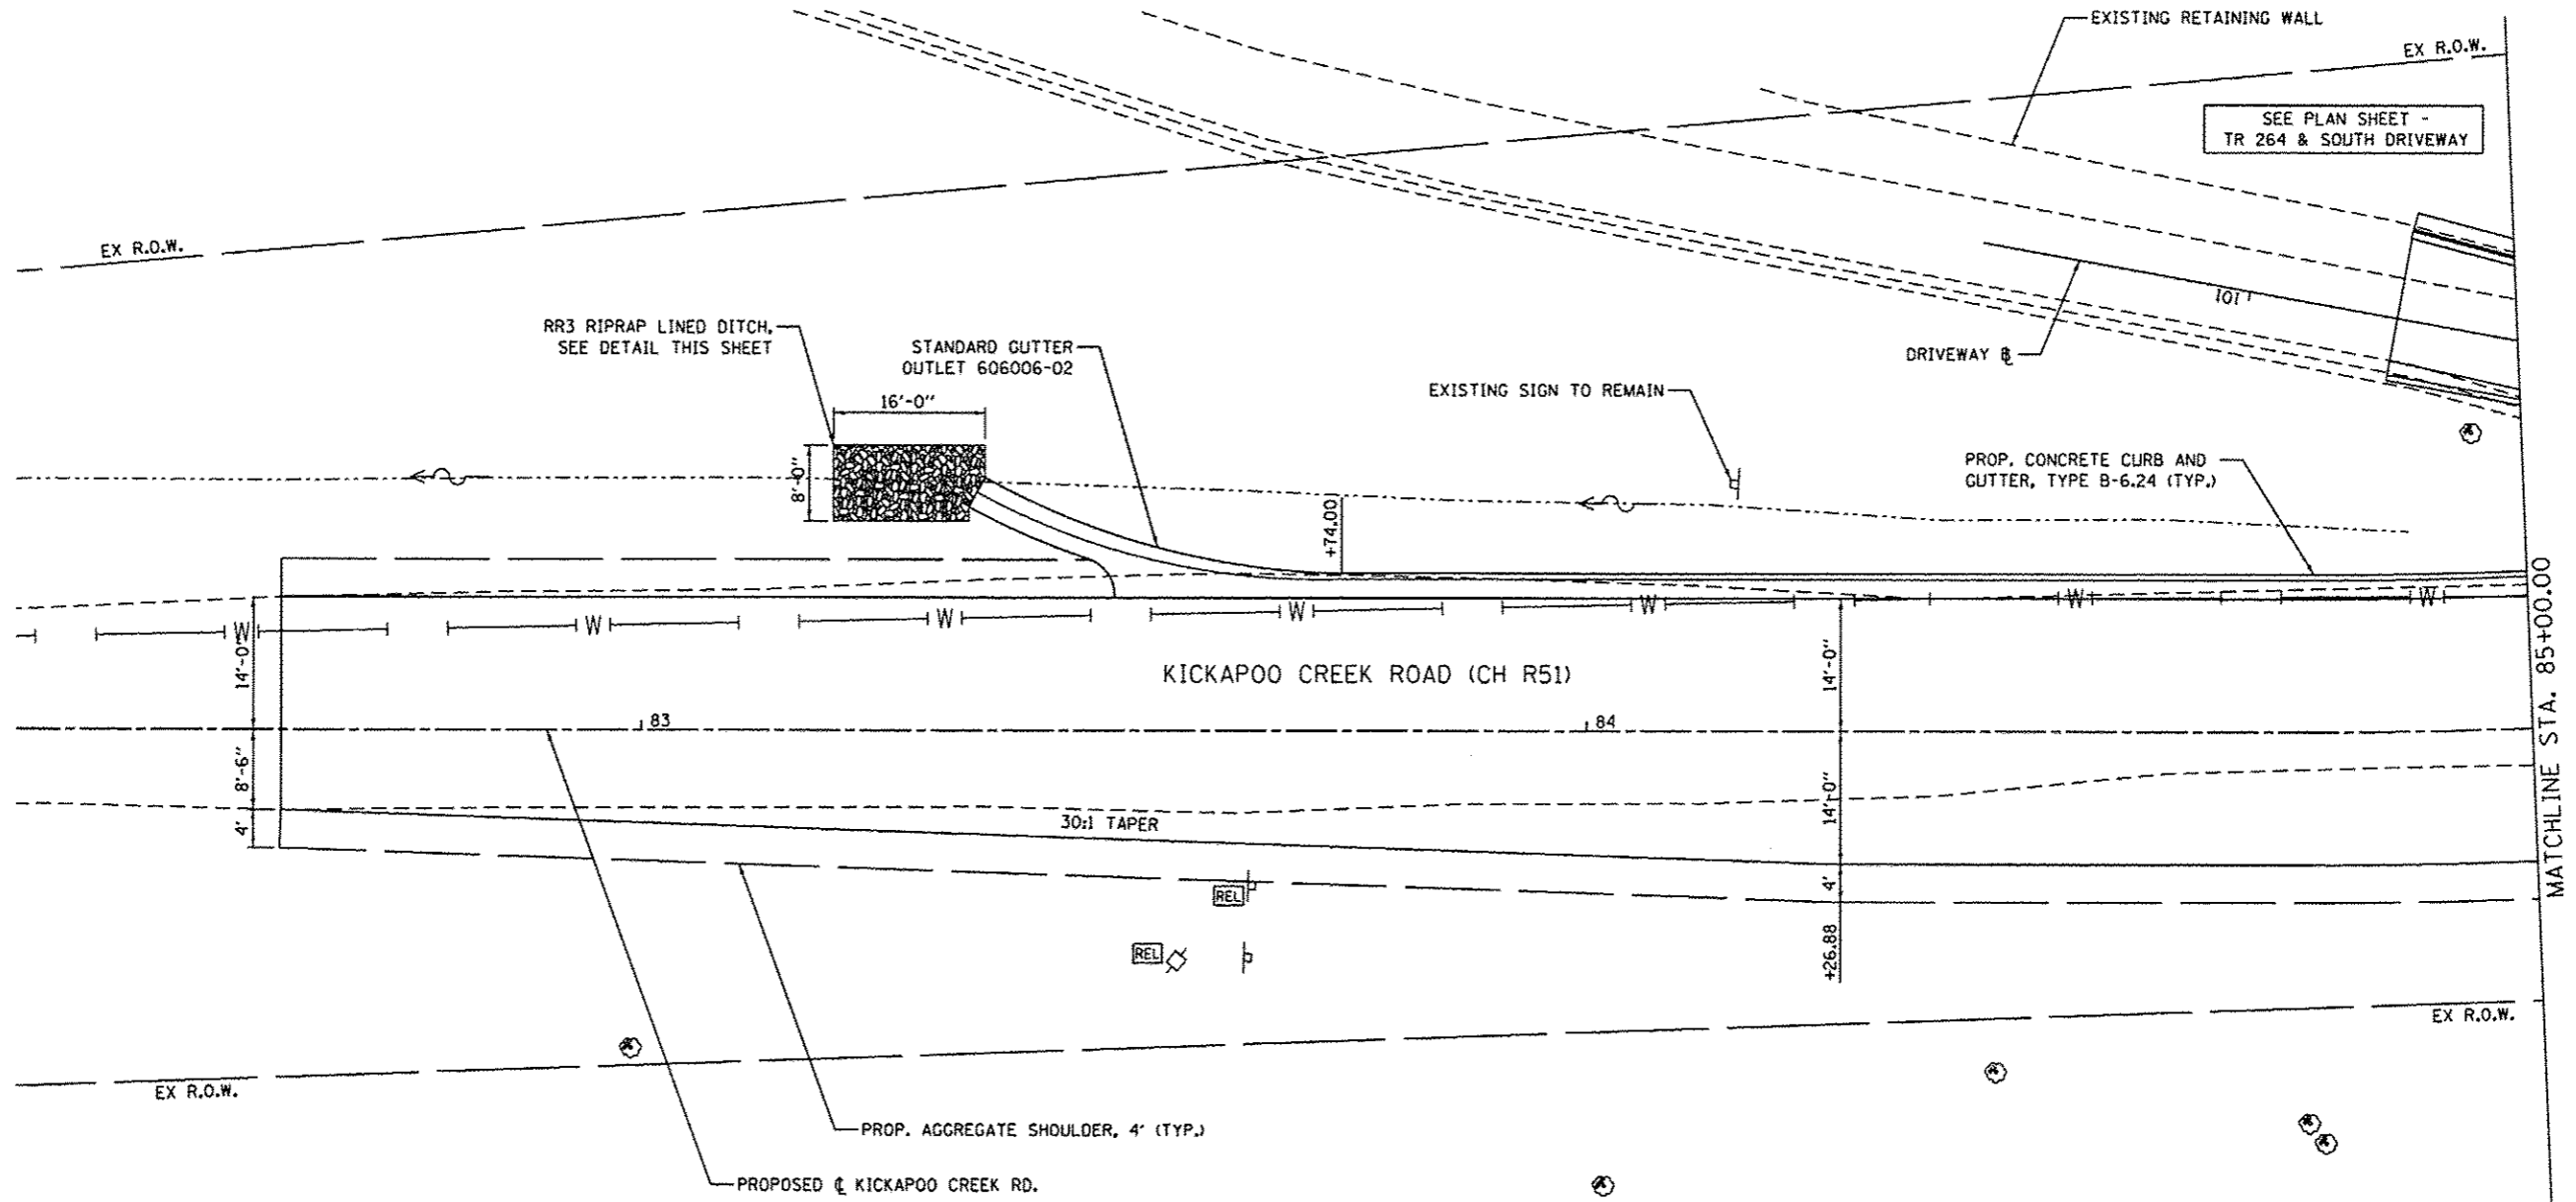 EXISTING RETAINING WALL
EX R.O.W.
SEE PLAN SHEET -
TR 264 & SOUTH DRIVEWAY
EX R.O.W.
101
RR3 RIPRAP LINED DITCH,
SEE DETAIL THIS SHEET
STANDARD GUTTER
OUTLET 606006-02
DRIVEWAY ℄
EXISTING SIGN TO REMAIN
16'-0"
8'-0"
PROP. CONCRETE CURB AND
GUTTER, TYPE B-6.24 (TYP.)
+74.00
W W W W W W W
14'-0"
KICKAPOO CREEK ROAD (CH R51)
14'-0"
83
84
8'-6"
14'-0"
4'
30:1 TAPER
4'
REL
REL
+26.88
MATCHLINE STA. 85+00.00
EX R.O.W.
EX R.O.W.
PROP. AGGREGATE SHOULDER, 4' (TYP.)
PROPOSED ℄ KICKAPOO CREEK RD.